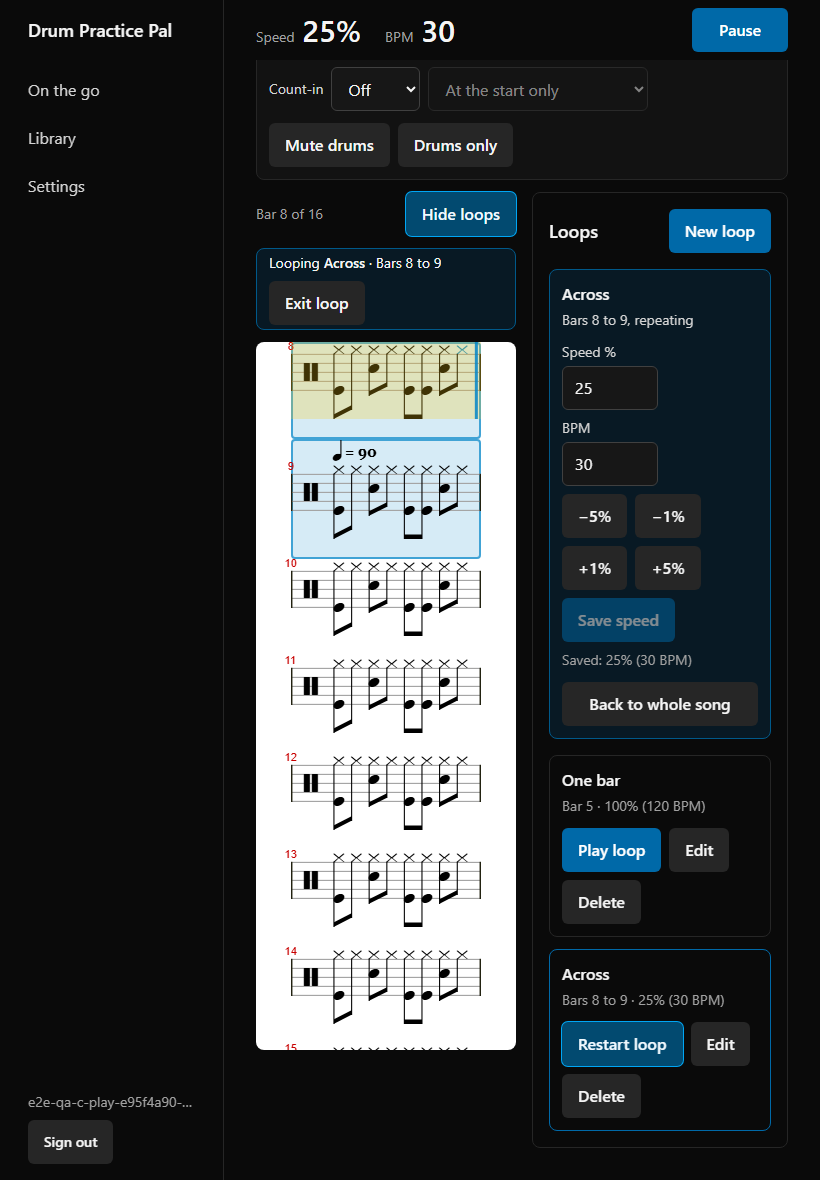 Drum Practice Pal
On the go
Library
Settings
e2e-qa-c-play-e95f4a90-...
Sign out
Speed 25% BPM 30
Pause
Count-in Off At the start only
Mute drums Drums only
Bar 8 of 16
Hide loops
Looping Across · Bars 8 to 9
Exit loop
8
= 90
9
10
11
12
13
14
15
Loops
New loop
Across
Bars 8 to 9, repeating
Speed %
25
BPM
30
−5% −1%
+1% +5%
Save speed
Saved: 25% (30 BPM)
Back to whole song
One bar
Bar 5 · 100% (120 BPM)
Play loop Edit
Delete
Across
Bars 8 to 9 · 25% (30 BPM)
Restart loop Edit
Delete